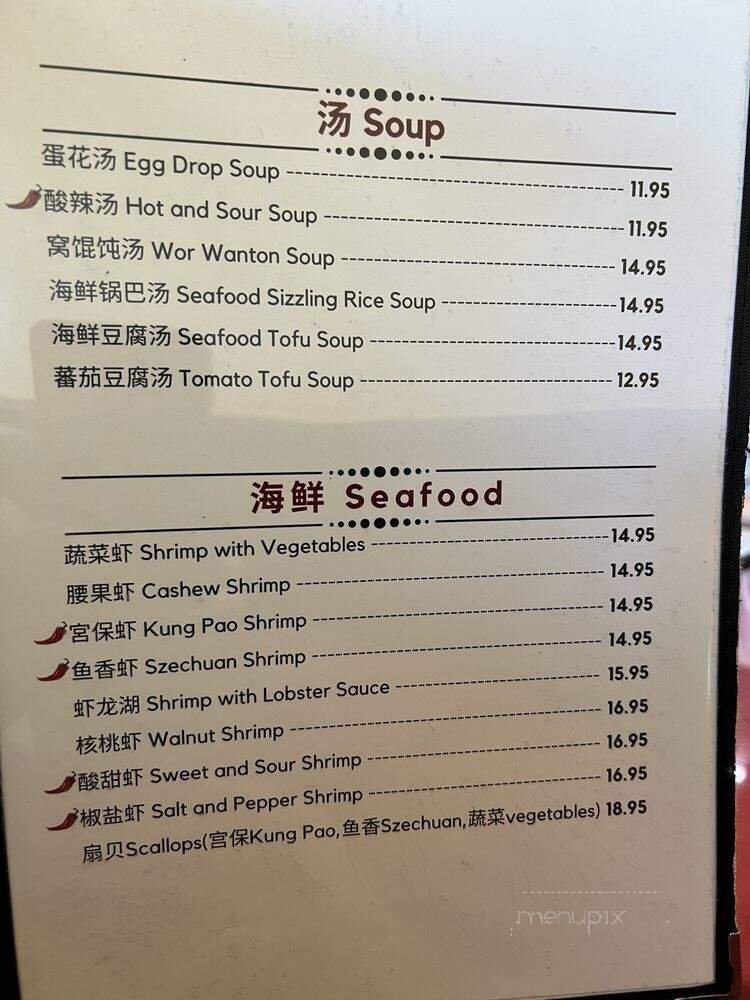 汤 Soup
蛋花汤 Egg Drop Soup 11.95
酸辣汤 Hot and Sour Soup 11.95
窝馄饨汤 Wor Wanton Soup 14.95
海鲜锅巴汤 Seafood Sizzling Rice Soup 14.95
海鲜豆腐汤 Seafood Tofu Soup 14.95
蕃茄豆腐汤 Tomato Tofu Soup 12.95
海鲜 Seafood
蔬菜虾 Shrimp with Vegetables 14.95
腰果虾 Cashew Shrimp 14.95
宫保虾 Kung Pao Shrimp 14.95
鱼香虾 Szechuan Shrimp 14.95
虾龙湖 Shrimp with Lobster Sauce 15.95
核桃虾 Walnut Shrimp 16.95
酸甜虾 Sweet and Sour Shrimp 16.95
椒盐虾 Salt and Pepper Shrimp 16.95
扇贝Scallops(宫保Kung Pao,鱼香Szechuan,蔬菜vegetables) 18.95
menupix